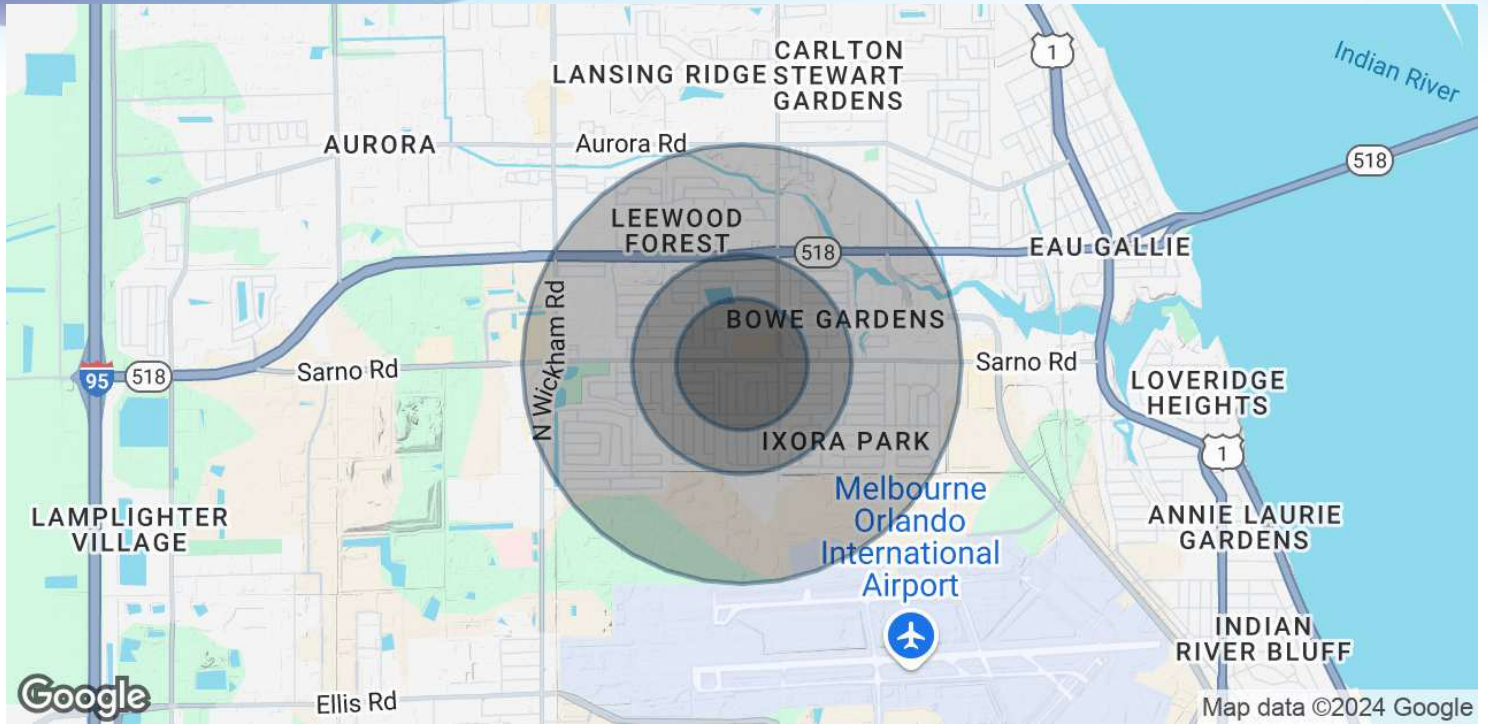 CARLTON
STEWART
GARDENS
1
Indian River
LANSING RIDGE
AURORA
Aurora Rd
518
LEEWOOD
FOREST
518
EAU GALLIE
N Wickham Rd
BOWE GARDENS
95
518
Sarno Rd
Sarno Rd
LOVERIDGE
HEIGHTS
IXORA PARK
1
Melbourne
Orlando
International
Airport
LAMPLIGHTER
VILLAGE
ANNIE LAURIE
GARDENS
INDIAN
RIVER BLUFF
Google
Ellis Rd
Map data ©2024 Google